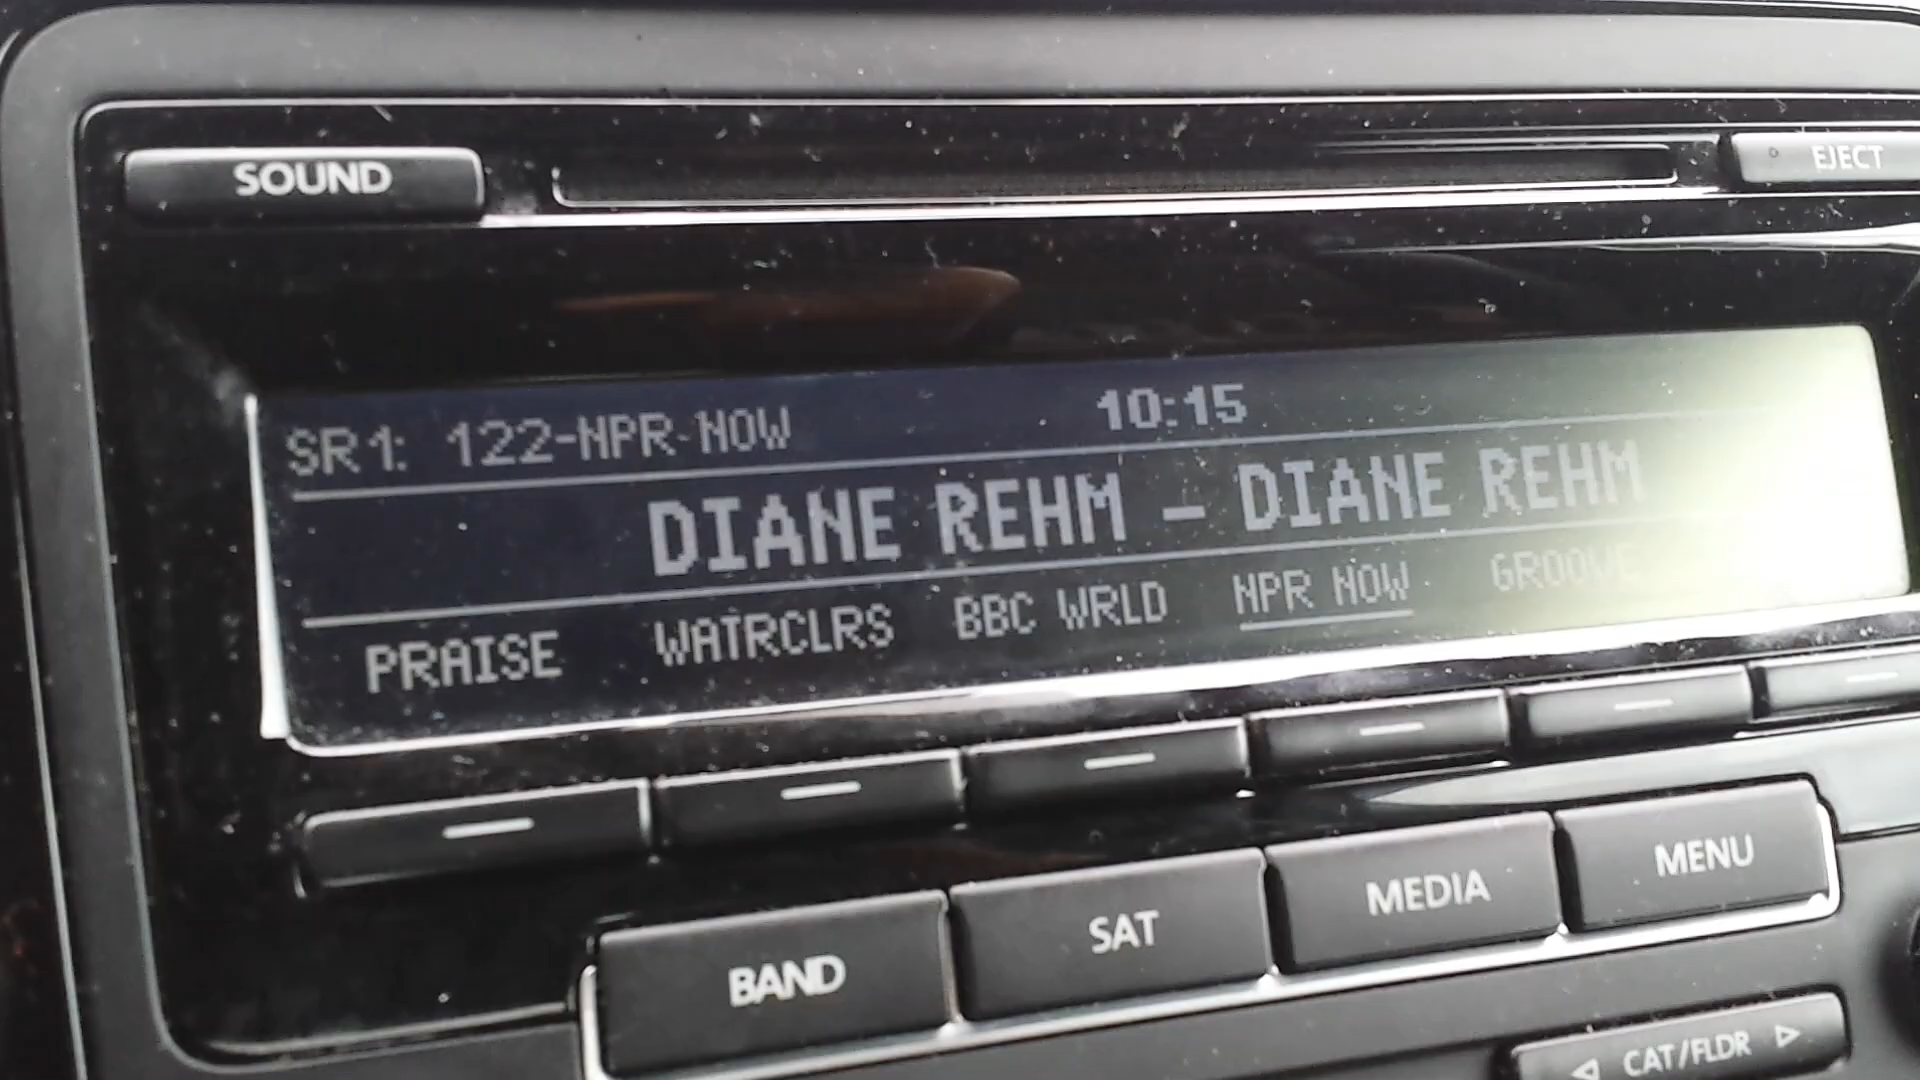 SOUND
EJECT
SR1: 122-NPR NOW 10:15
DIANE REHM - DIANE REHM
PRAISE WATRCLRS BBC WRLD NPR NOW GROOVE
BAND SAT MEDIA MENU
CAT/FLDR